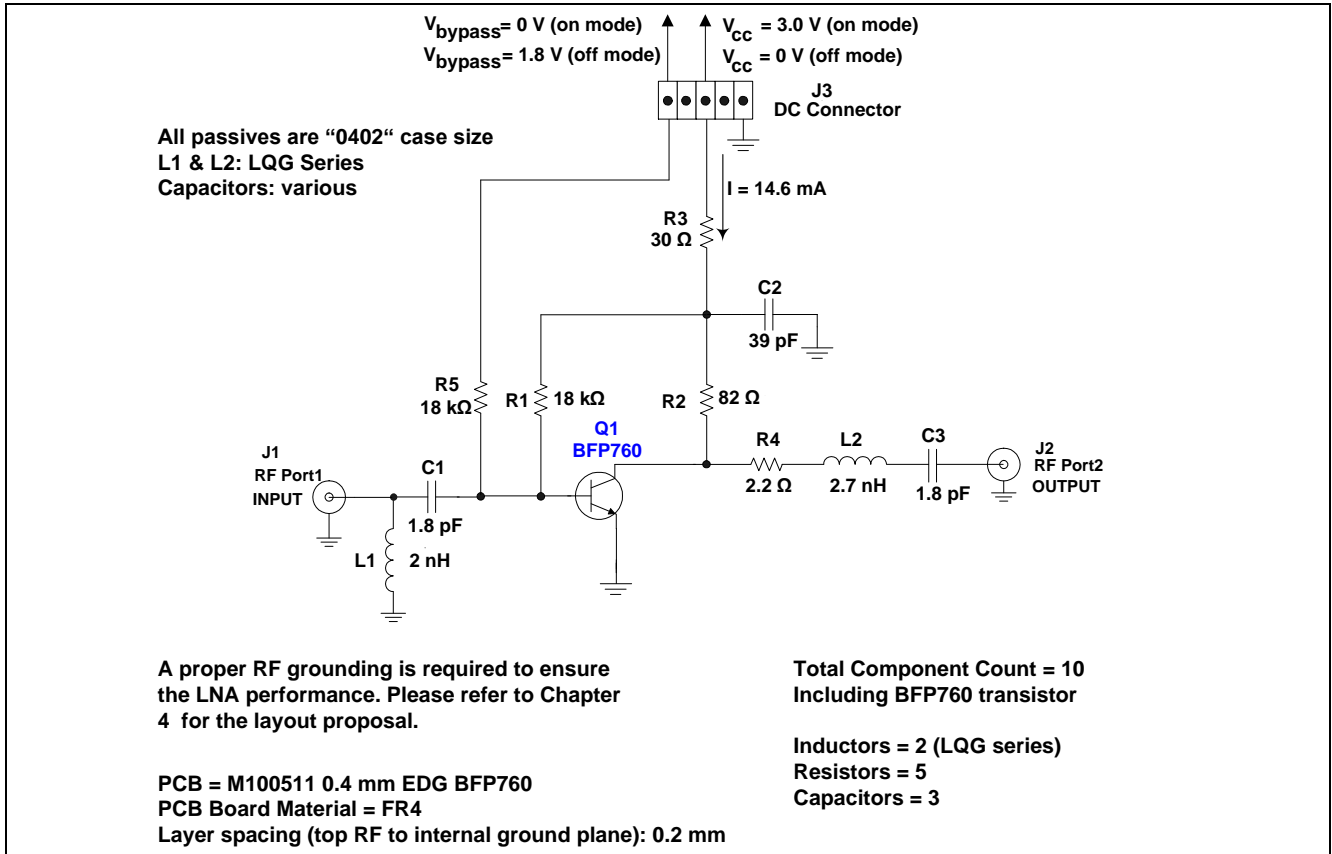 Vbypass= 0 V (on mode)
Vbypass= 1.8 V (off mode)
Vcc = 3.0 V (on mode)
Vcc = 0 V (off mode)
J3
DC Connector
All passives are “0402“ case size
L1 & L2: LQG Series
Capacitors: various
I = 14.6 mA
R3
30 Ω
C2
39 pF
R5
18 kΩ
R1
18 kΩ
R2
82 Ω
Q1
BFP760
R4
2.2 Ω
L2
2.7 nH
C3
1.8 pF
J2
RF Port2
OUTPUT
J1
RF Port1
INPUT
C1
1.8 pF
L1
2 nH
A proper RF grounding is required to ensure
the LNA performance. Please refer to Chapter
4 for the layout proposal.
PCB = M100511 0.4 mm EDG BFP760
PCB Board Material = FR4
Layer spacing (top RF to internal ground plane): 0.2 mm
Total Component Count = 10
Including BFP760 transistor
Inductors = 2 (LQG series)
Resistors = 5
Capacitors = 3